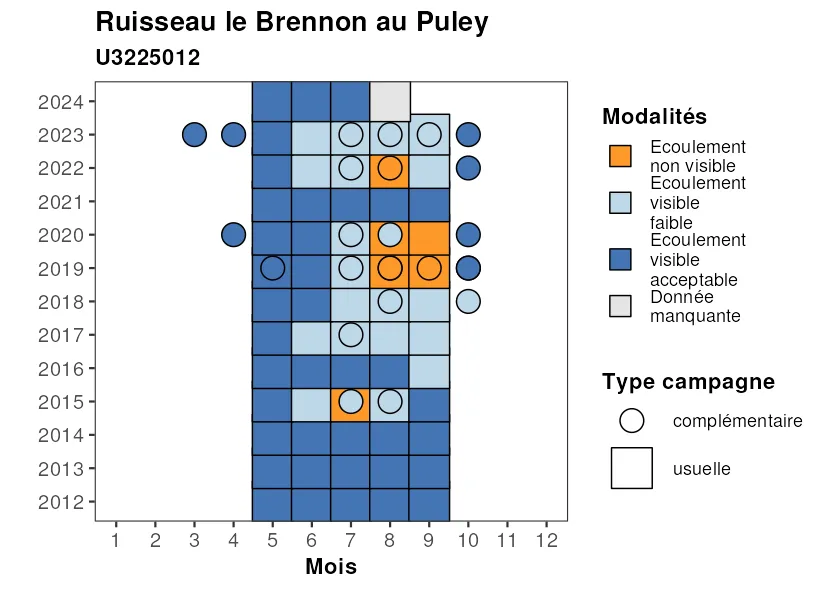 Ruisseau le Brennon au Puley
U3225012
2024
2023
2022
2021
2020
2019
2018
2017
2016
2015
2014
2013
2012
1 2 3 4 5 6 7 8 9 10 11 12
Mois
Modalités
Ecoulement
non visible
Ecoulement
visible
faible
Ecoulement
visible
acceptable
Donnée
manquante
Type campagne
complémentaire
usuelle